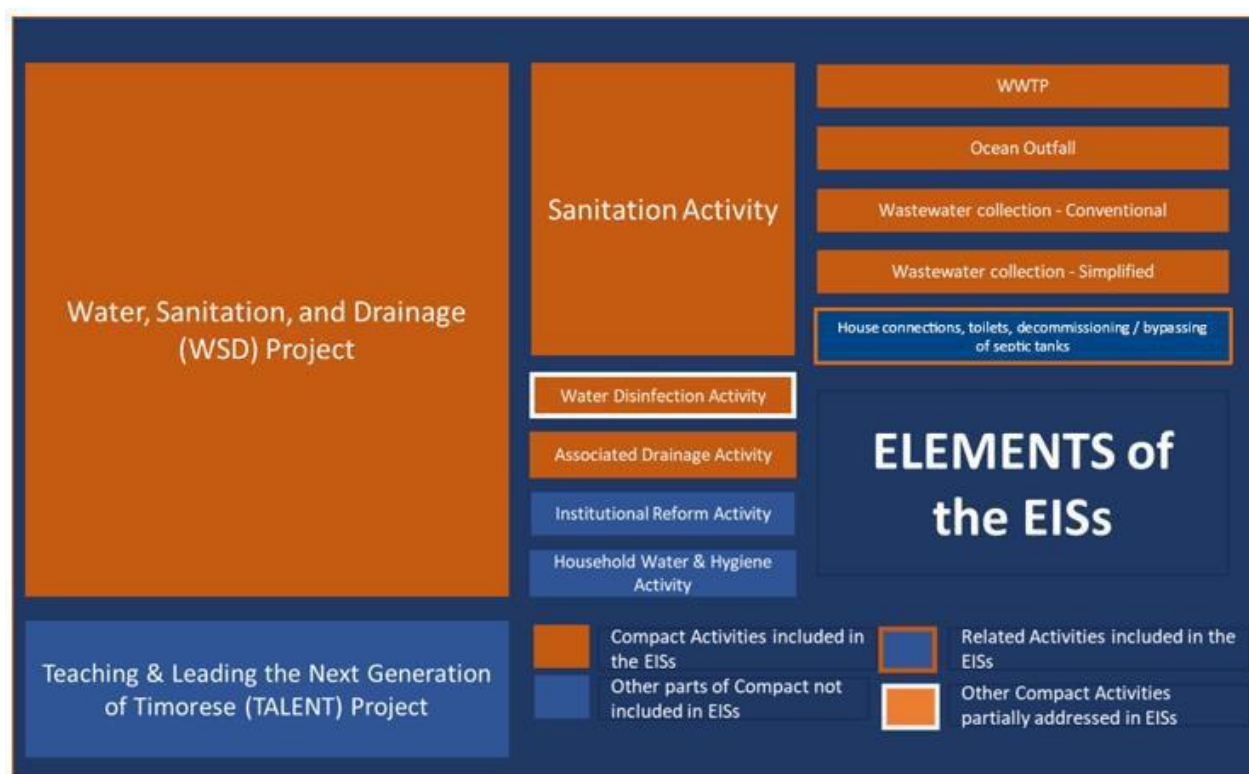 Water, Sanitation, and Drainage
(WSD) Project
Teaching & Leading the Next Generation
of Timorese (TALENT) Project
Sanitation Activity
Water Disinfection Activity
Associated Drainage Activity
Institutional Reform Activity
Household Water & Hygiene
Activity
WWTP
Ocean Outfall
Wastewater collection - Conventional
Wastewater collection - Simplified
House connections, toilets, decommissioning / bypassing
of septic tanks
ELEMENTS of
the EISs
Compact Activities included in
the EISs
Other parts of Compact not
included in EISs
Related Activities included in the
EISs
Other Compact Activities
partially addressed in EISs